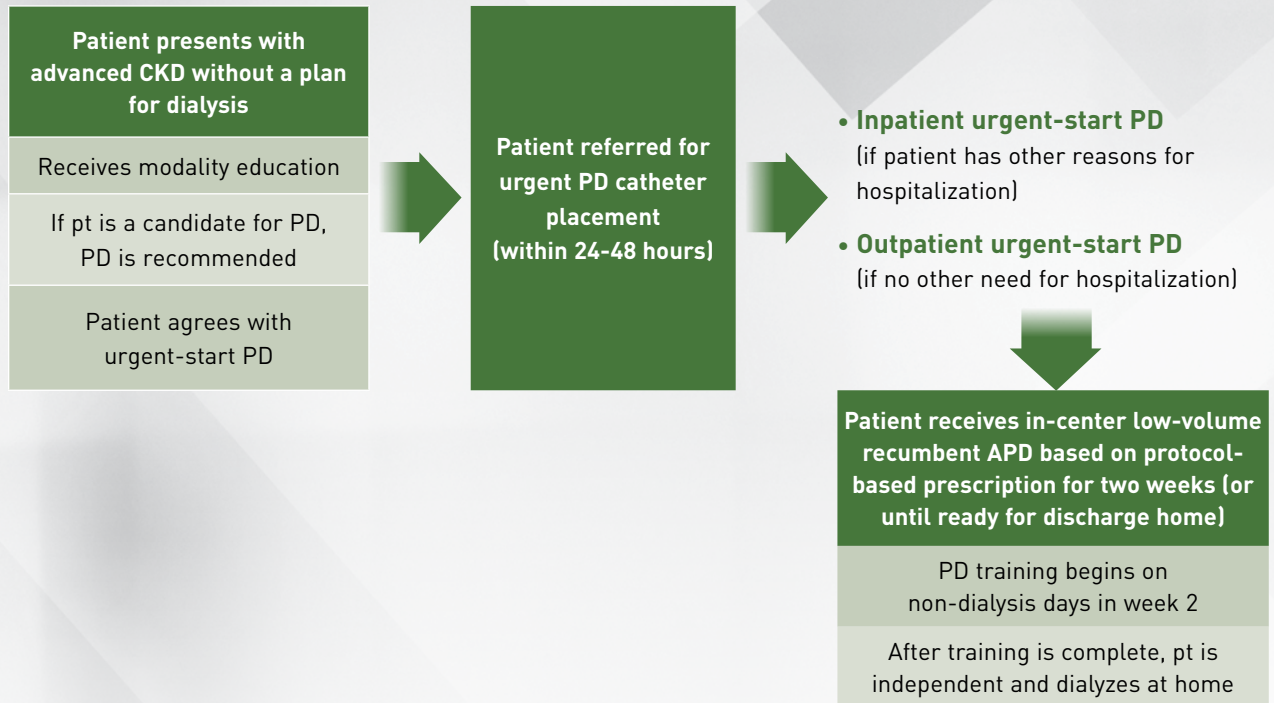 Patient presents with
advanced CKD without a plan
for dialysis
Receives modality education
If pt is a candidate for PD,
PD is recommended
Patient agrees with
urgent-start PD
Patient referred for
urgent PD catheter
placement
(within 24-48 hours)
• Inpatient urgent-start PD
(if patient has other reasons for
hospitalization)
• Outpatient urgent-start PD
(if no other need for hospitalization)
Patient receives in-center low-volume
recumbent APD based on protocol-
based prescription for two weeks (or
until ready for discharge home)
PD training begins on
non-dialysis days in week 2
After training is complete, pt is
independent and dialyzes at home